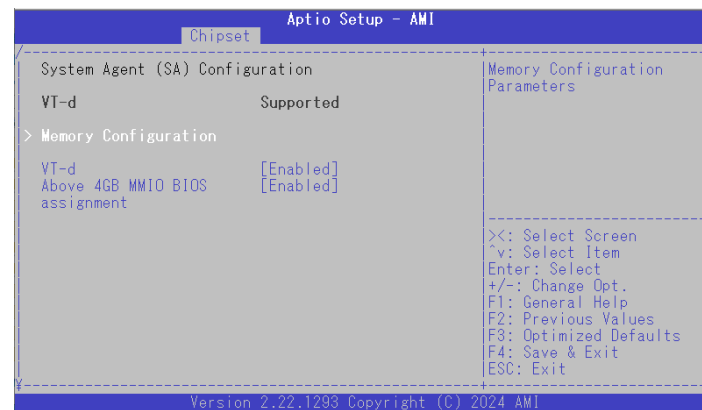 Aptio Setup - AMI
Chipset
System Agent (SA) Configuration
VT-d Supported
> Memory Configuration
VT-d [Enabled]
Above 4GB MMIO BIOS [Enabled]
assignment
Memory Configuration
Parameters
><: Select Screen
^v: Select Item
Enter: Select
+/-: Change Opt.
F1: General Help
F2: Previous Values
F3: Optimized Defaults
F4: Save & Exit
ESC: Exit
Version 2.22.1293 Copyright (C) 2024 AMI